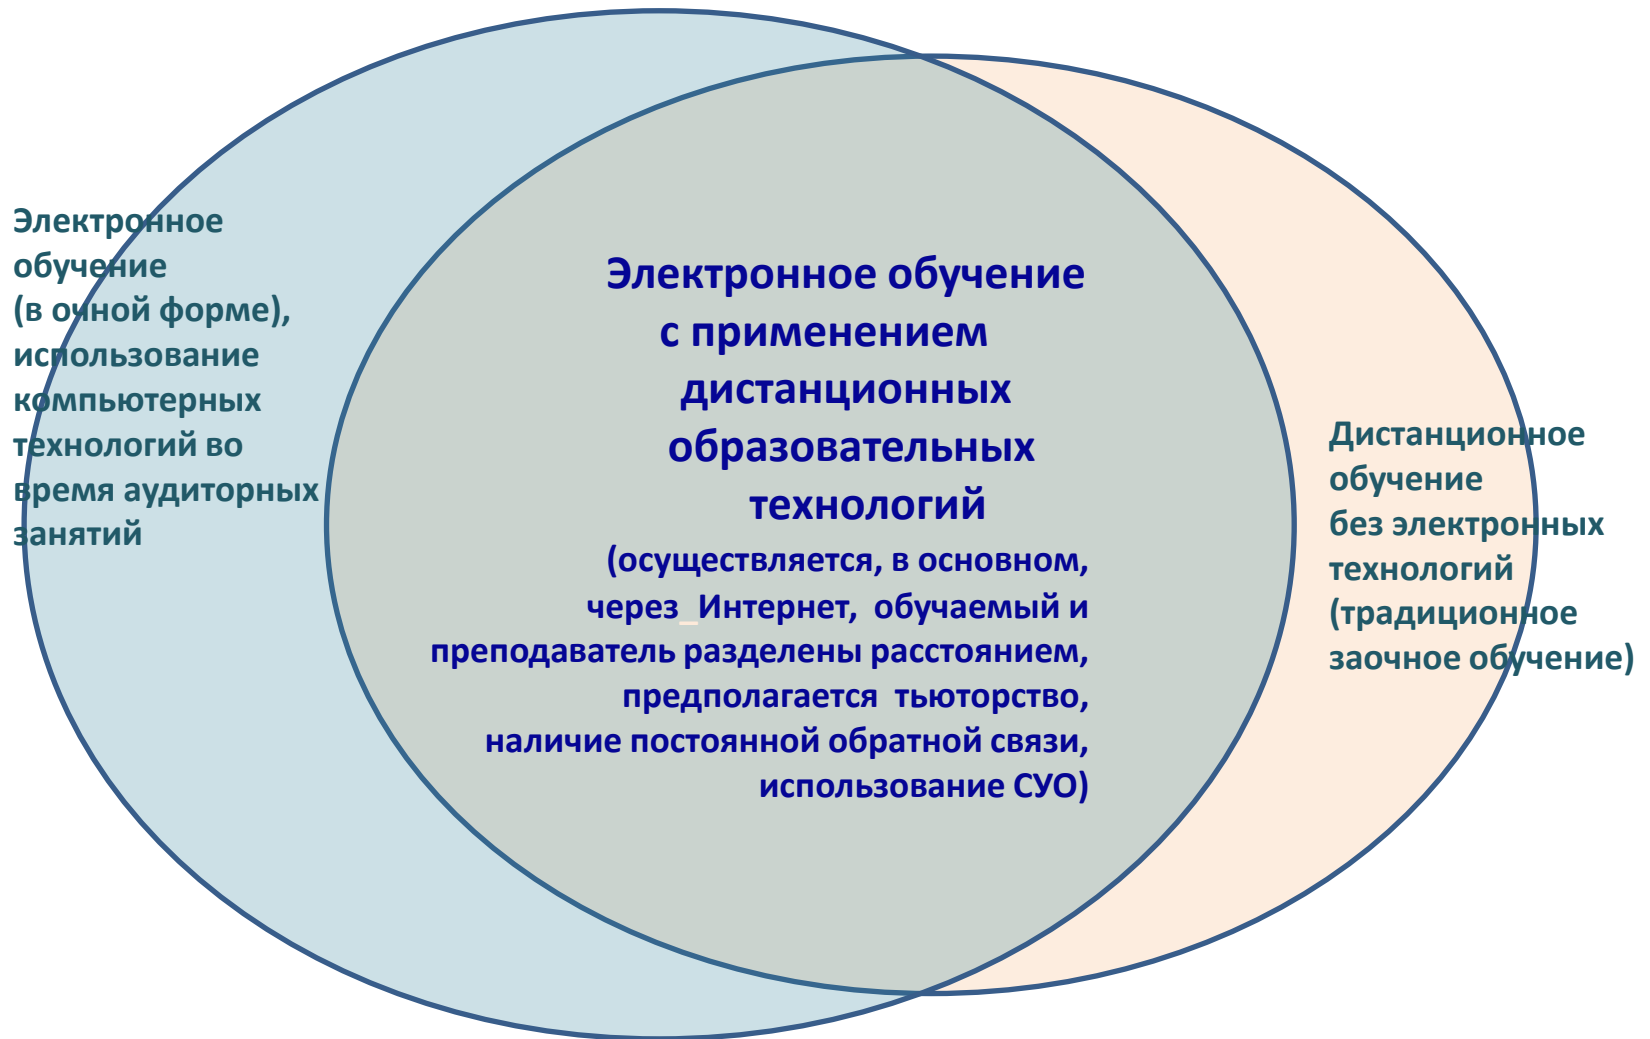 Электронное
обучение
(в очной форме),
использование
компьютерных
технологий во
время аудиторных
занятий
Электронное обучение
с применением
дистанционных
образовательных
технологий
(осуществляется, в основном,
через_Интернет, обучаемый и
преподаватель разделены расстоянием,
предполагается тьюторство,
наличие постоянной обратной связи,
использование СУО)
Дистанционное
обучение
без электронных
технологий
(традиционное
заочное обучение)